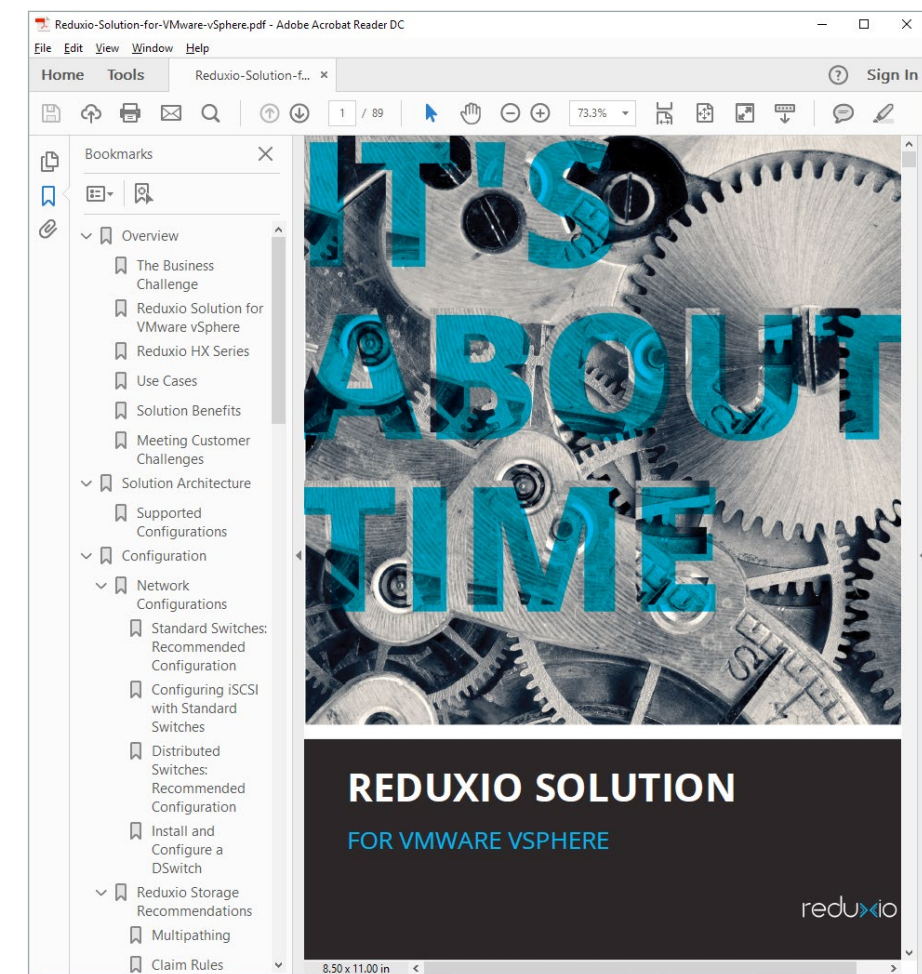 Reduxio-Solution-for-VMware-vSphere.pdf - Adobe Acrobat Reader DC
File Edit View Window Help
Home Tools Reduxio-Solution-f... × ? Sign In
1 / 89 73.3%
Bookmarks
Overview
The Business
Challenge
Reduxio Solution for
VMware vSphere
Reduxio HX Series
Use Cases
Solution Benefits
Meeting Customer
Challenges
Solution Architecture
Supported
Configurations
Configuration
Network
Configurations
Standard Switches:
Recommended
Configuration
Configuring iSCSI
with Standard
Switches
Distributed
Switches:
Recommended
Configuration
Install and
Configure a
DSwitch
Reduxio Storage
Recommendations
Multipathing
Claim Rules
IT'S
ABOUT
TIME
REDUXIO SOLUTION
FOR VMWARE VSPHERE
reduxio
8.50 x 11.00 in